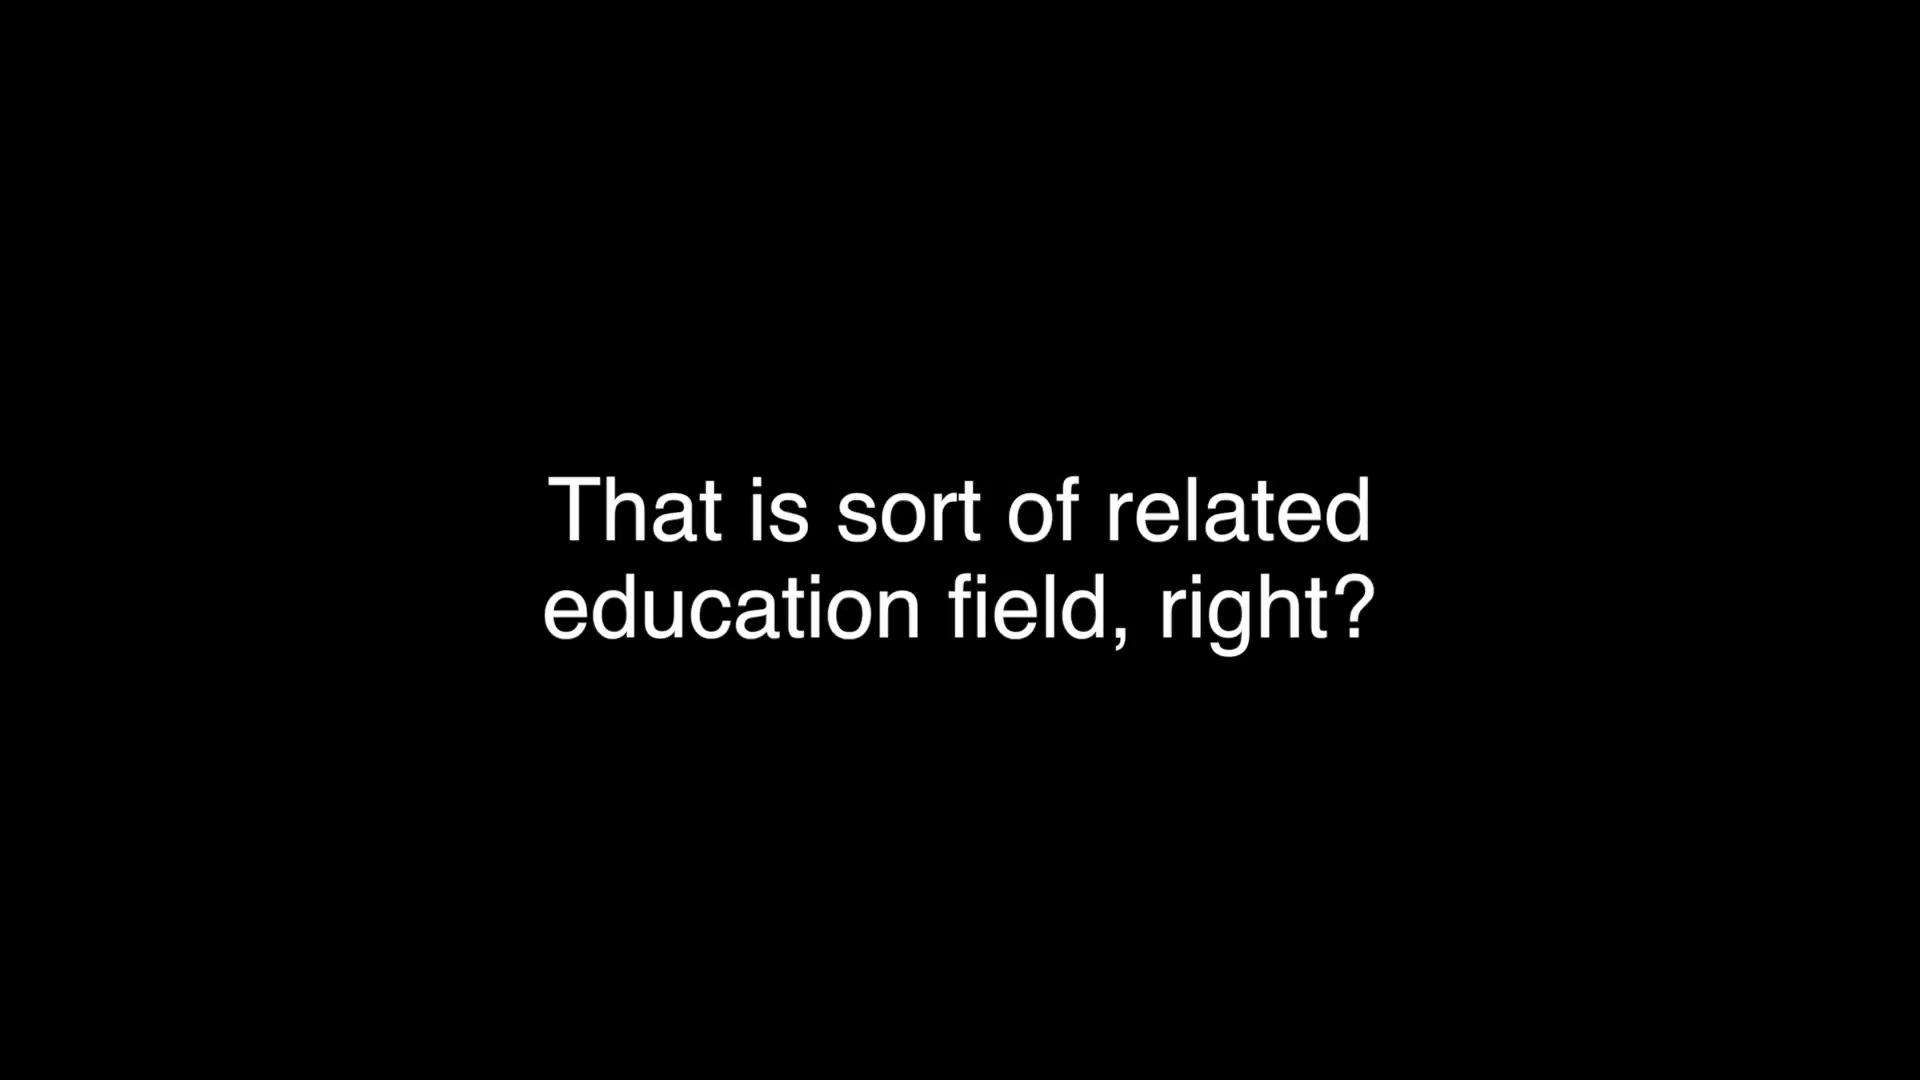 That is sort of related
education field, right?